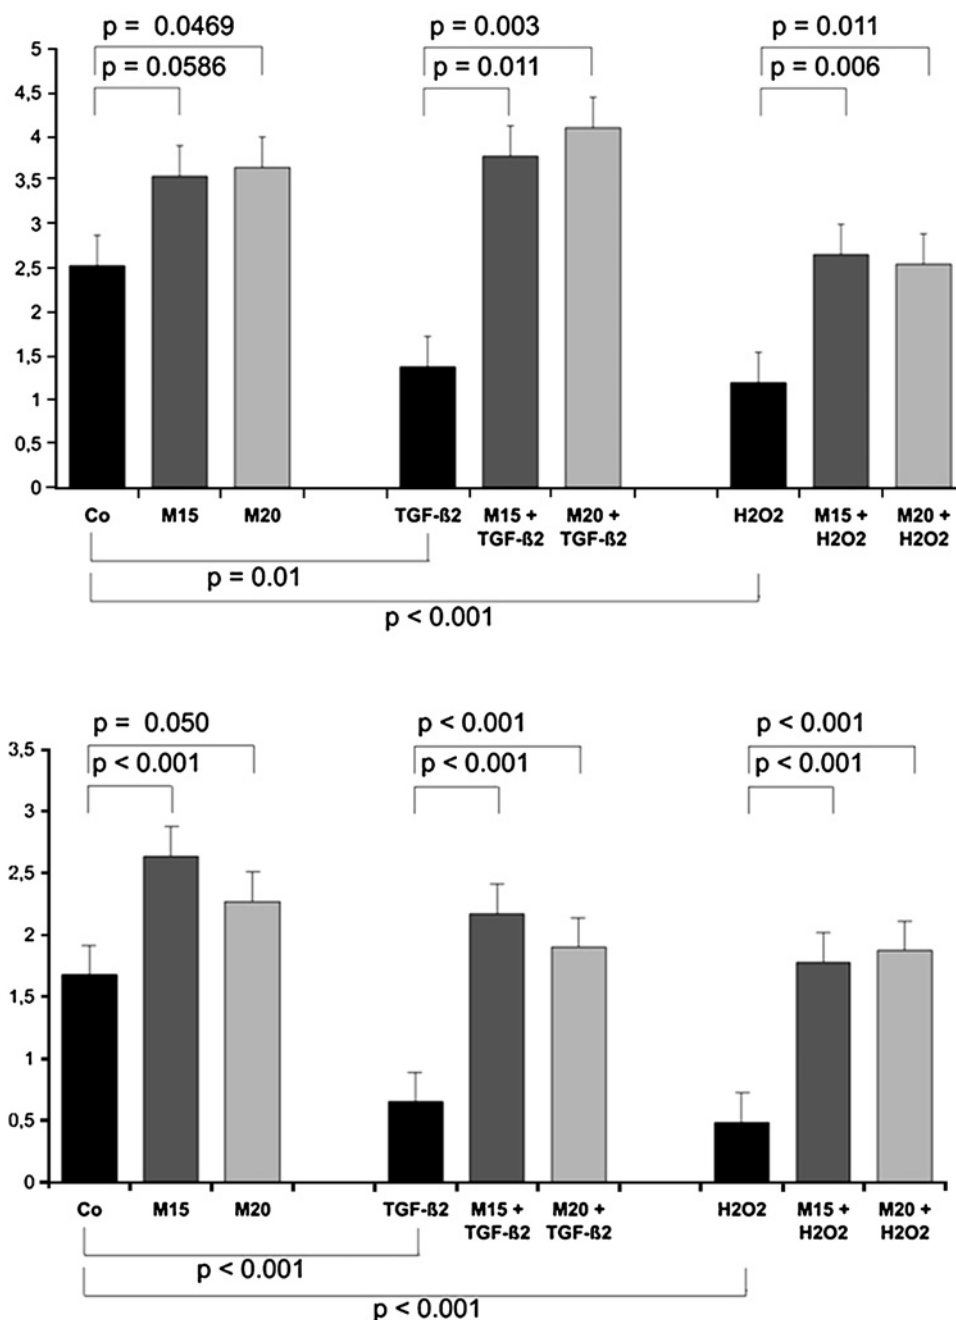 p = 0.0469 p = 0.003 p = 0.011
p = 0.0586 p = 0.011 p = 0.006
5
4,5
4
3,5
3
2,5
2
1,5
1
0,5
0
Co M15 M20 TGF-ß2 M15 + M20 + H2O2 M15 + M20 +
TGF-ß2 TGF-ß2 H2O2 H2O2
p = 0.01
p < 0.001
p = 0.050 p < 0.001 p < 0.001
p < 0.001 p < 0.001 p < 0.001
3,5
3
2,5
2
1,5
1
0,5
0
Co M15 M20 TGF-ß2 M15 + M20 + H2O2 M15 + M20 +
TGF-ß2 TGF-ß2 H2O2 H2O2
p < 0.001
p < 0.001